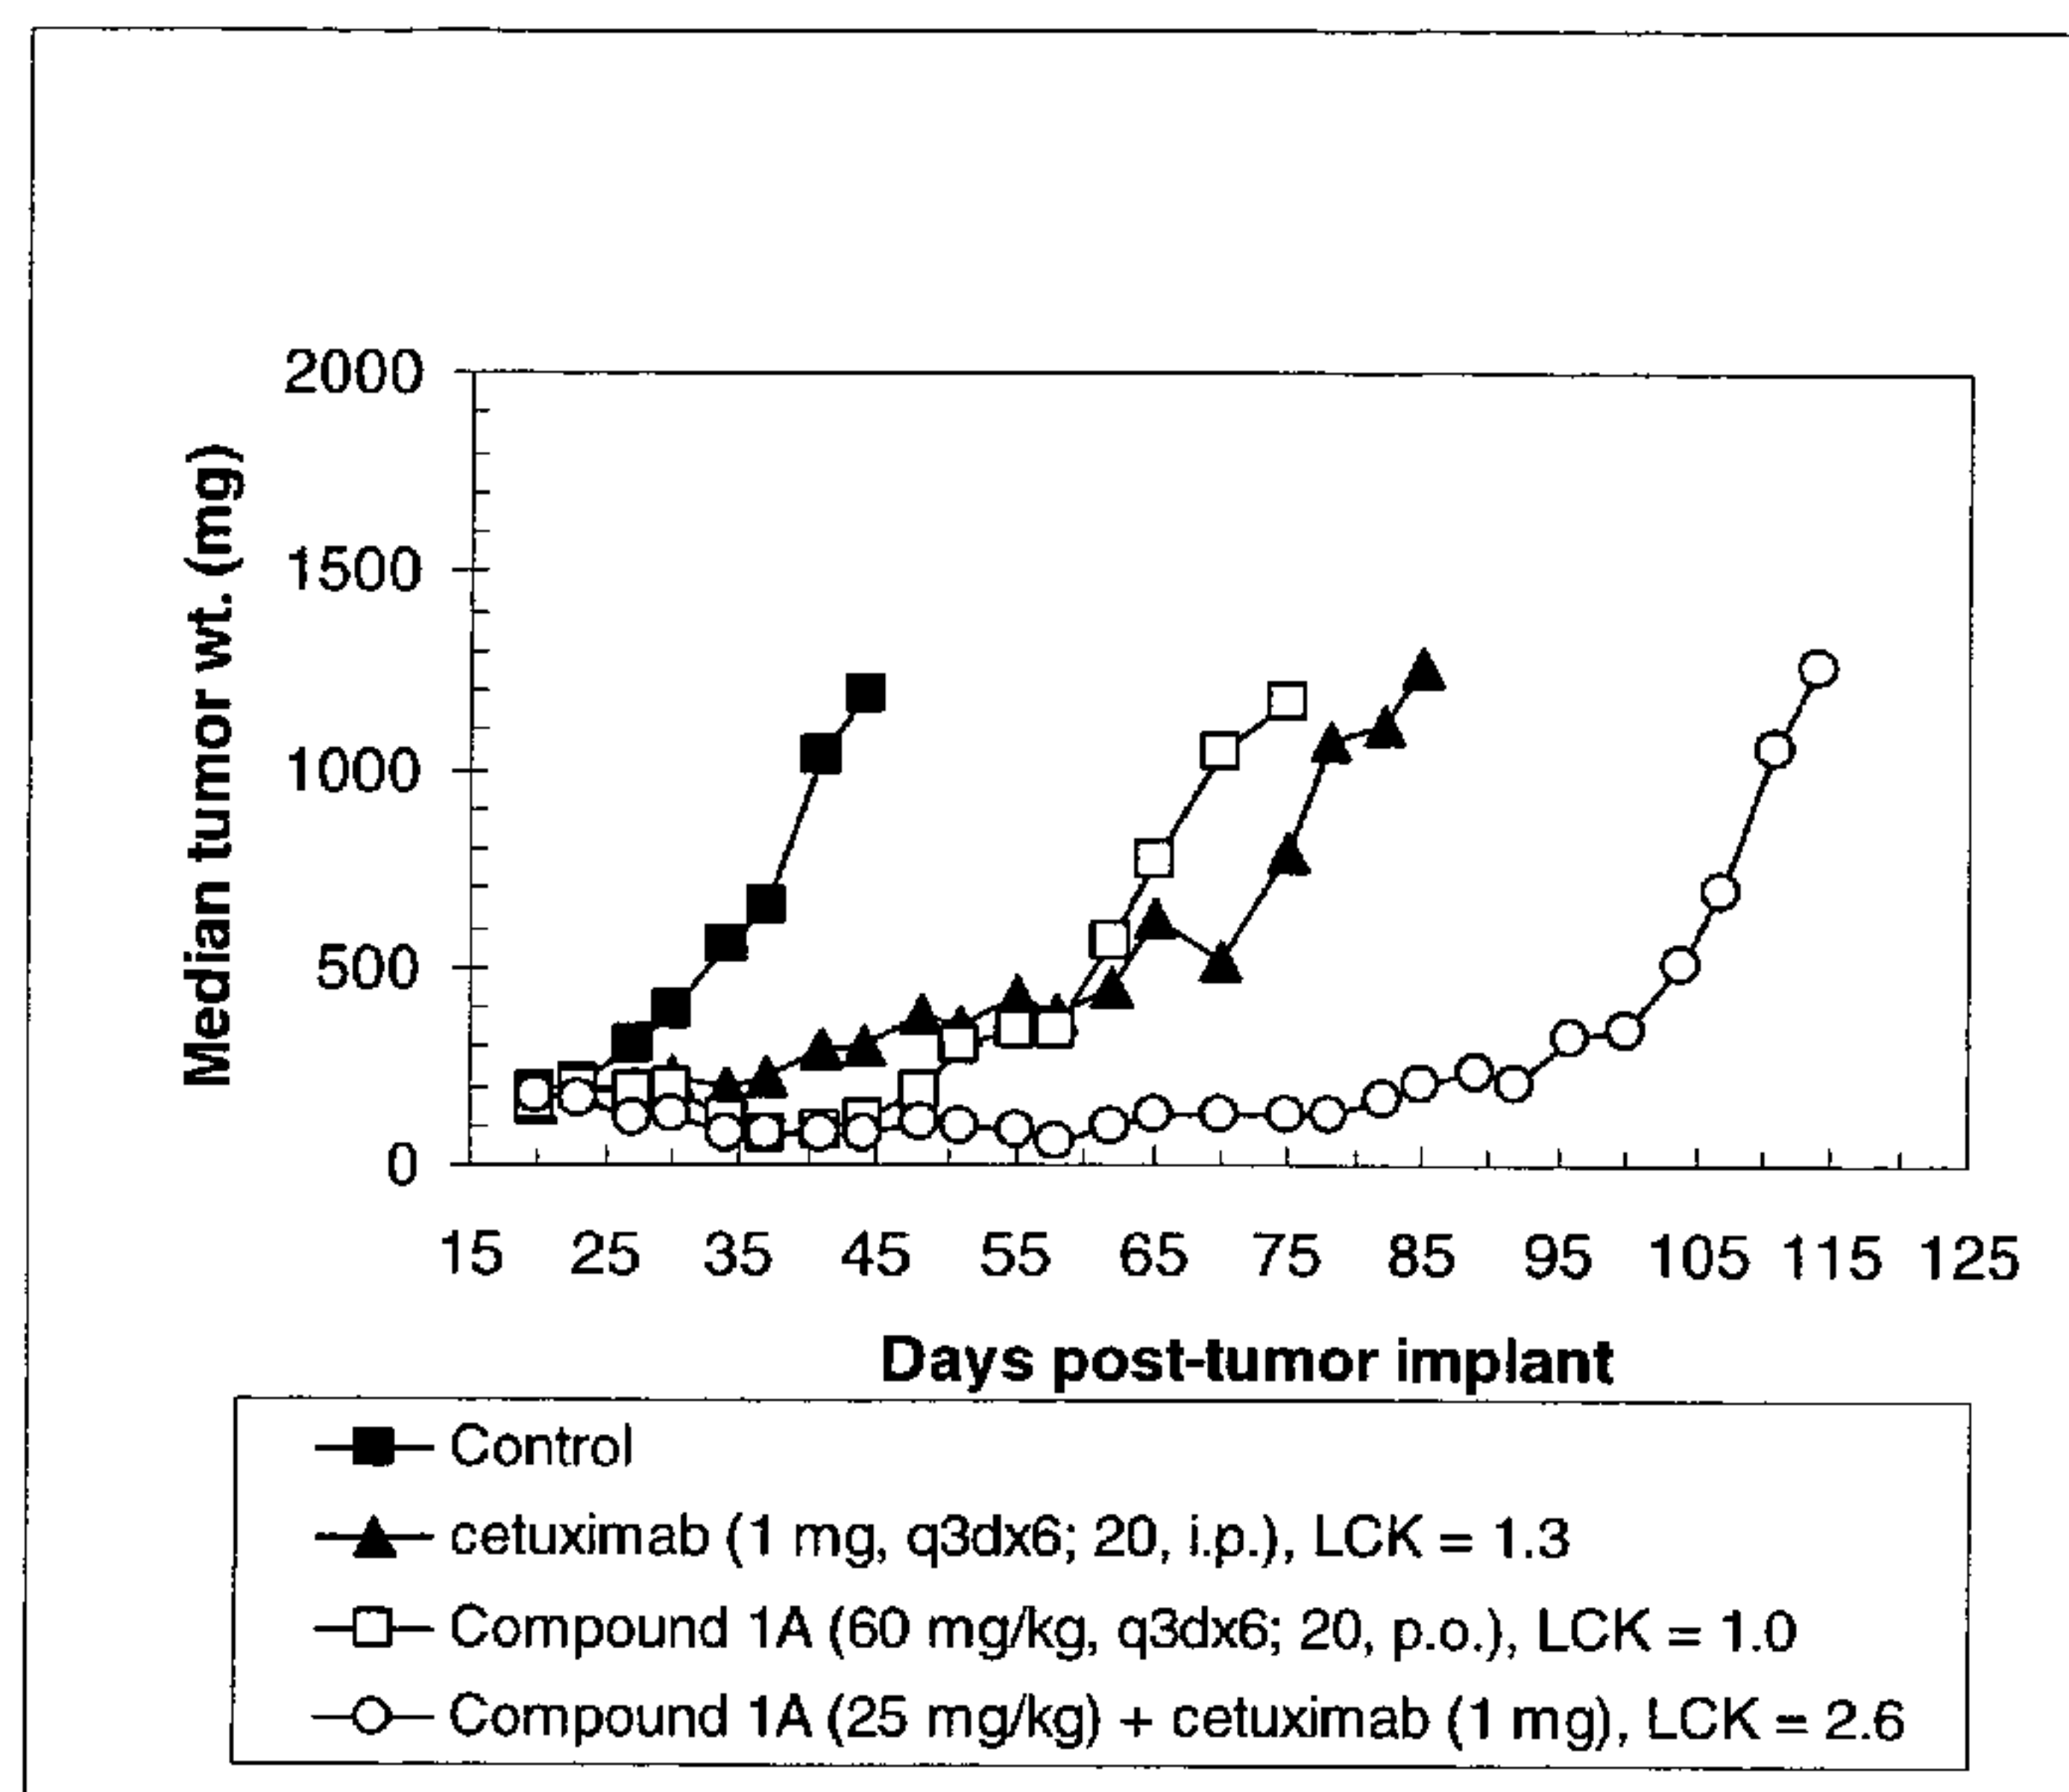 2000
1500
1000
500
0
Median tumor wt. (mg)
15 25 35 45 55 65 75 85 95 105 115 125
Days post-tumor implant
Control
cetuximab (1 mg, q3dx6; 20, i.p.), LCK = 1.3
Compound 1A (60 mg/kg, q3dx6; 20, p.o.), LCK = 1.0
Compound 1A (25 mg/kg) + cetuximab (1 mg), LCK = 2.6